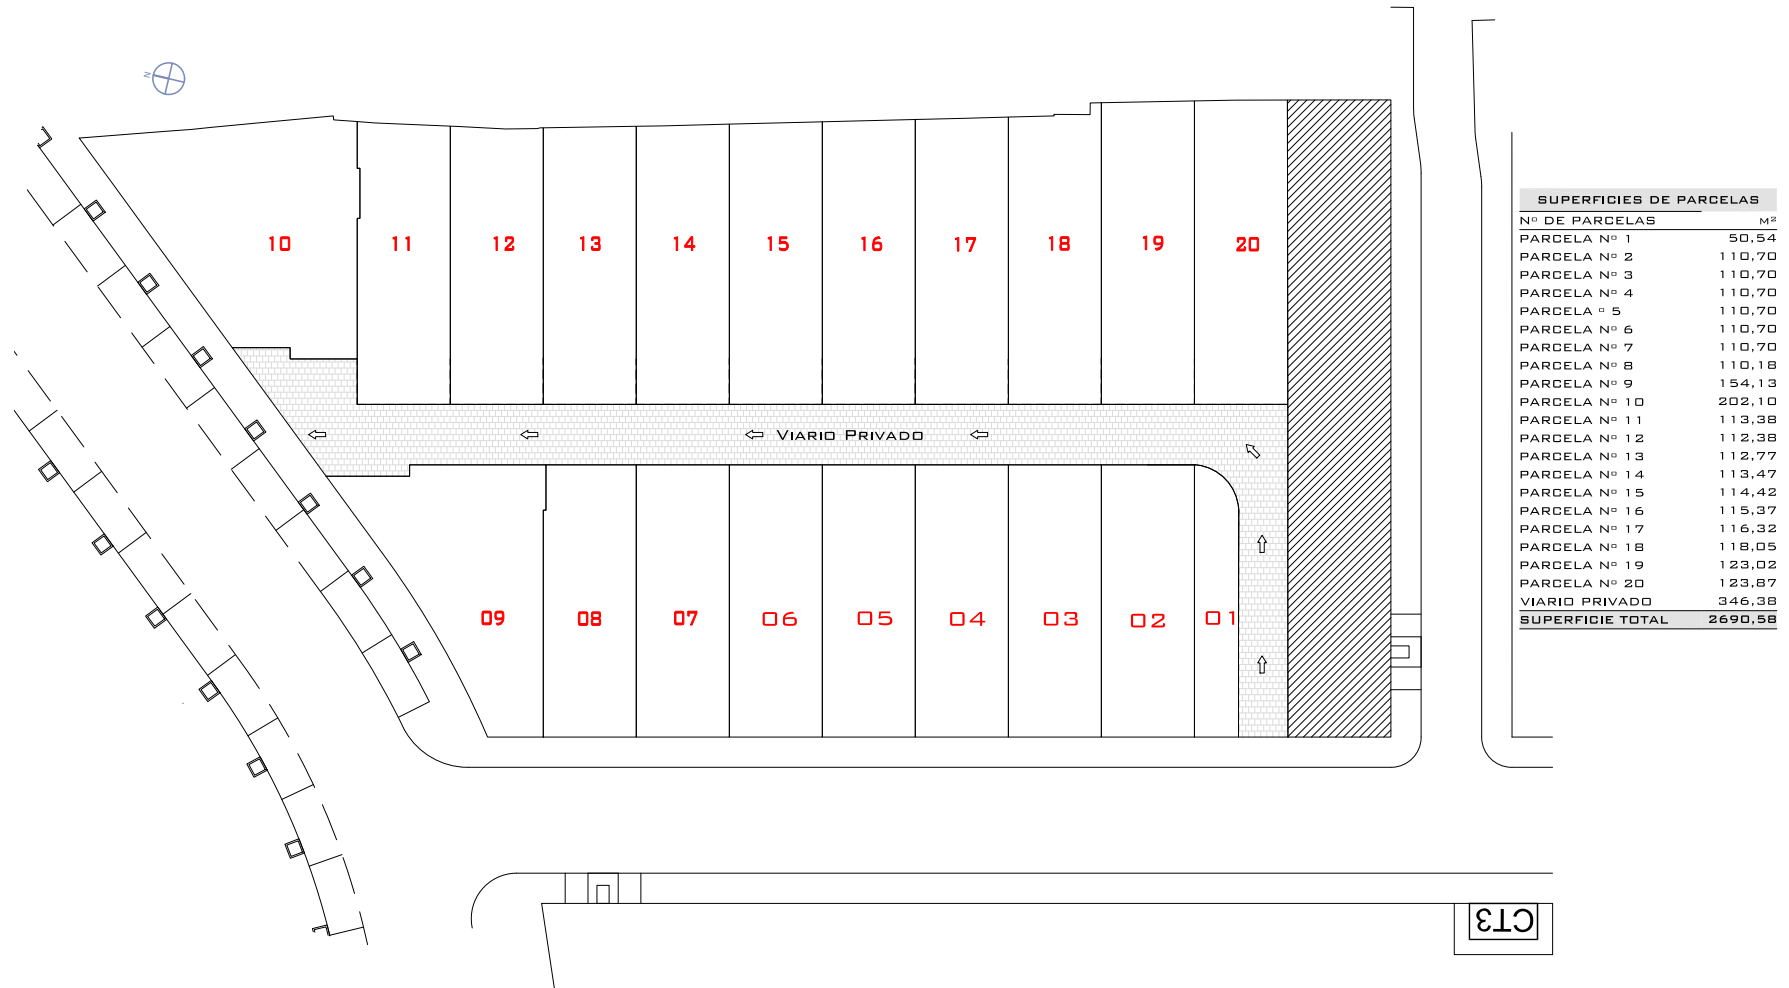 N
10
11
12
13
14
15
16
17
18
19
20
VIARIO PRIVADO
09
08
07
06
05
04
03
02
01
SUPERFICIES DE PARCELAS
Nº DE PARCELAS M²
PARCELA Nº 1 50,54
PARCELA Nº 2 110,70
PARCELA Nº 3 110,70
PARCELA Nº 4 110,70
PARCELA º 5 110,70
PARCELA Nº 6 110,70
PARCELA Nº 7 110,70
PARCELA Nº 8 110,18
PARCELA Nº 9 154,13
PARCELA Nº 10 202,10
PARCELA Nº 11 113,38
PARCELA Nº 12 112,38
PARCELA Nº 13 112,77
PARCELA Nº 14 113,47
PARCELA Nº 15 114,42
PARCELA Nº 16 115,37
PARCELA Nº 17 116,32
PARCELA Nº 18 118,05
PARCELA Nº 19 123,02
PARCELA Nº 20 123,87
VIARIO PRIVADO 346,38
SUPERFICIE TOTAL 2690,58
CT3